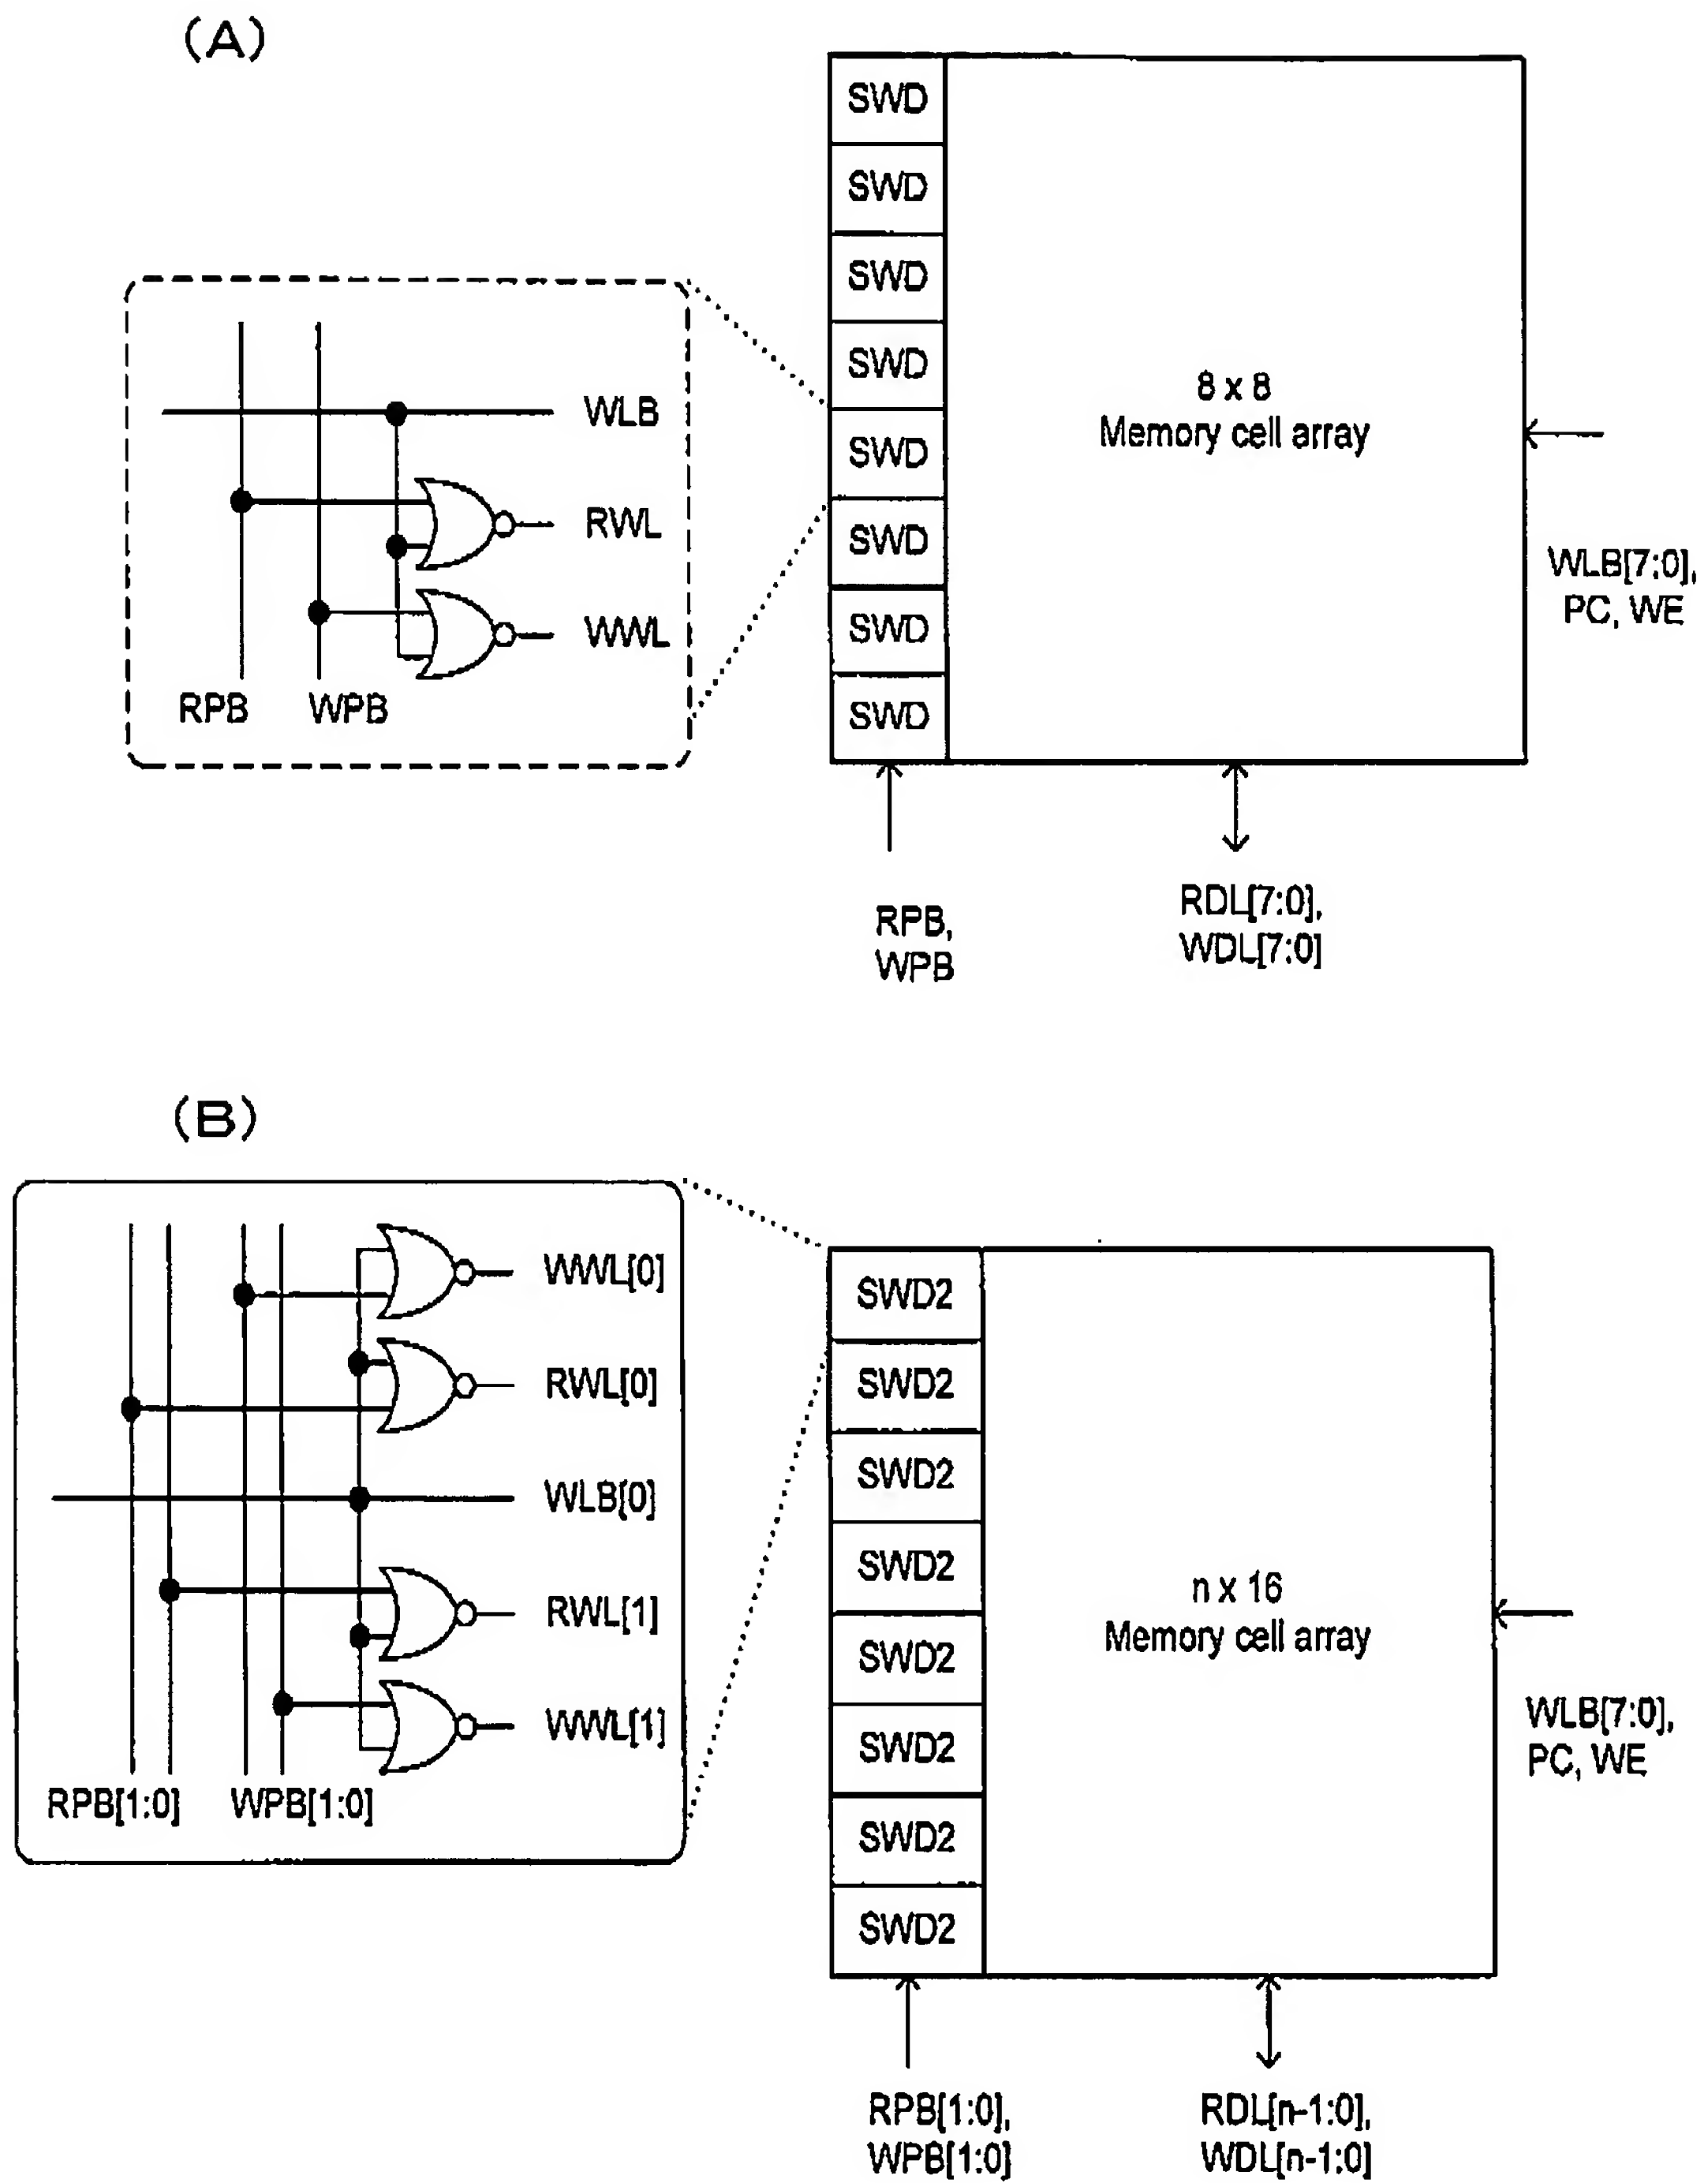 (A)
SWD
SWD
SWD
SWD
SWD
SWD
SWD
SWD
8 x 8
Memory cell array
WLB
RWL
WWL
RPB
WPB
WLB[7:0],
PC, WE
RPB,
WPB
RDL[7:0],
WDL[7:0]
(B)
WWL[0]
RWL[0]
WLB[0]
RWL[1]
WWL[1]
RPB[1:0]
WPB[1:0]
SWD2
SWD2
SWD2
SWD2
SWD2
SWD2
SWD2
SWD2
n x 16
Memory cell array
WLB[7:0],
PC, WE
RPB[1:0],
WPB[1:0]
RDL[n-1:0],
WDL[n-1:0]